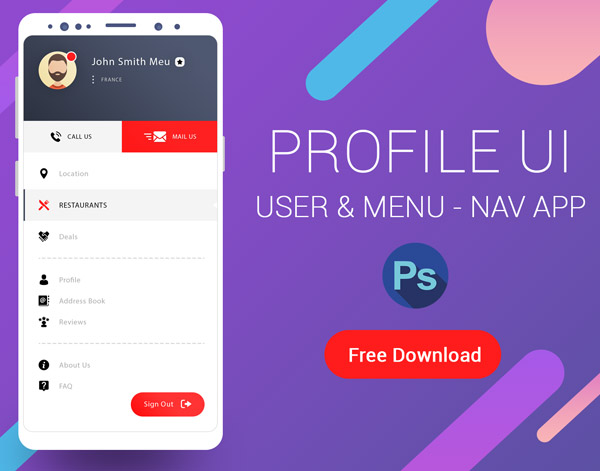 John Smith Meu
FRANCE
CALL US
MAIL US
Location
RESTAURANTS
Deals
Profile
Address Book
Reviews
About Us
FAQ
Sign Out
PROFILE UI
USER & MENU - NAV APP
Ps
Free Download